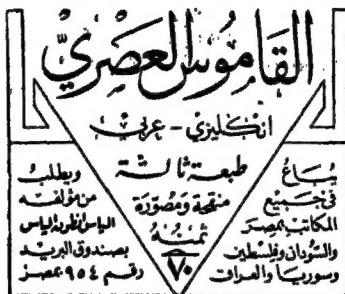 القاموس العصري
انكليزي - عربي
طبعة ثالثة
منقحة ومصورة
ثمنه
٧٠
يباع
في جميع
المكاتب بمصر
والسودان وفلسطين
وسوريا والعراق
ويطلب
من مؤلفه
الياس انطون الياس
بصندوق البريد
رقم ٩٥٤ بمصر